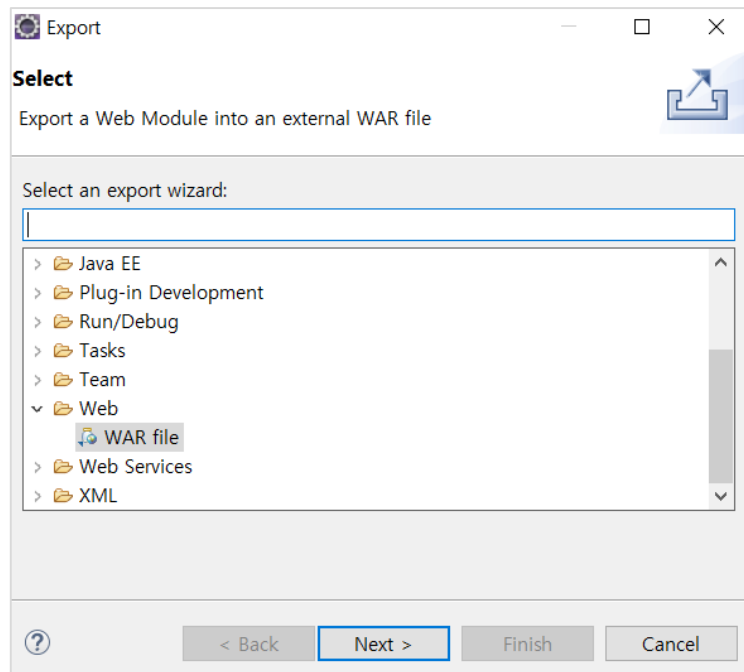 Export
Select
Export a Web Module into an external WAR file
Select an export wizard:
Java EE
Plug-in Development
Run/Debug
Tasks
Team
Web
WAR file
Web Services
XML
? < Back Next > Finish Cancel